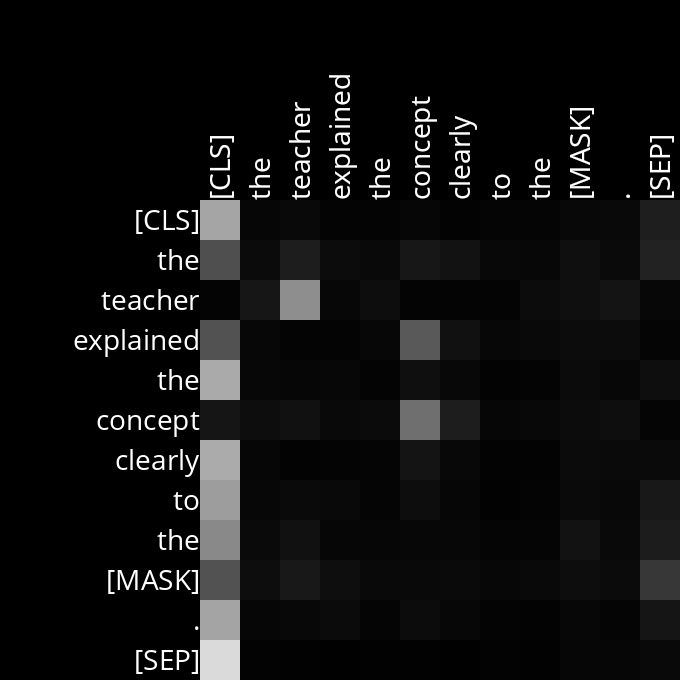 [CLS] the teacher explained the concept clearly to the [MASK] . [SEP]
[CLS]
the
teacher
explained
the
concept
clearly
to
the
[MASK]
.
[SEP]